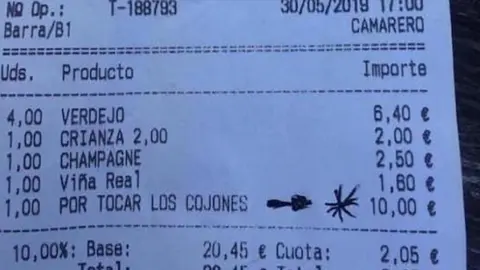 Nº Op.: T-188793 30/05/2019 17:00
Barra/B1 CAMARERO
Uds. Producto Importe
4,00 VERDEJO 6,40 €
1,00 CRIANZA 2,00 2,00 €
1,00 CHAMPAGNE 2,50 €
1,00 Viña Real 1,60 €
1,00 POR TOCAR LOS COJONES 10,00 €
10,00%: Base: 20,45 € Cuota: 2,05 €
Total: